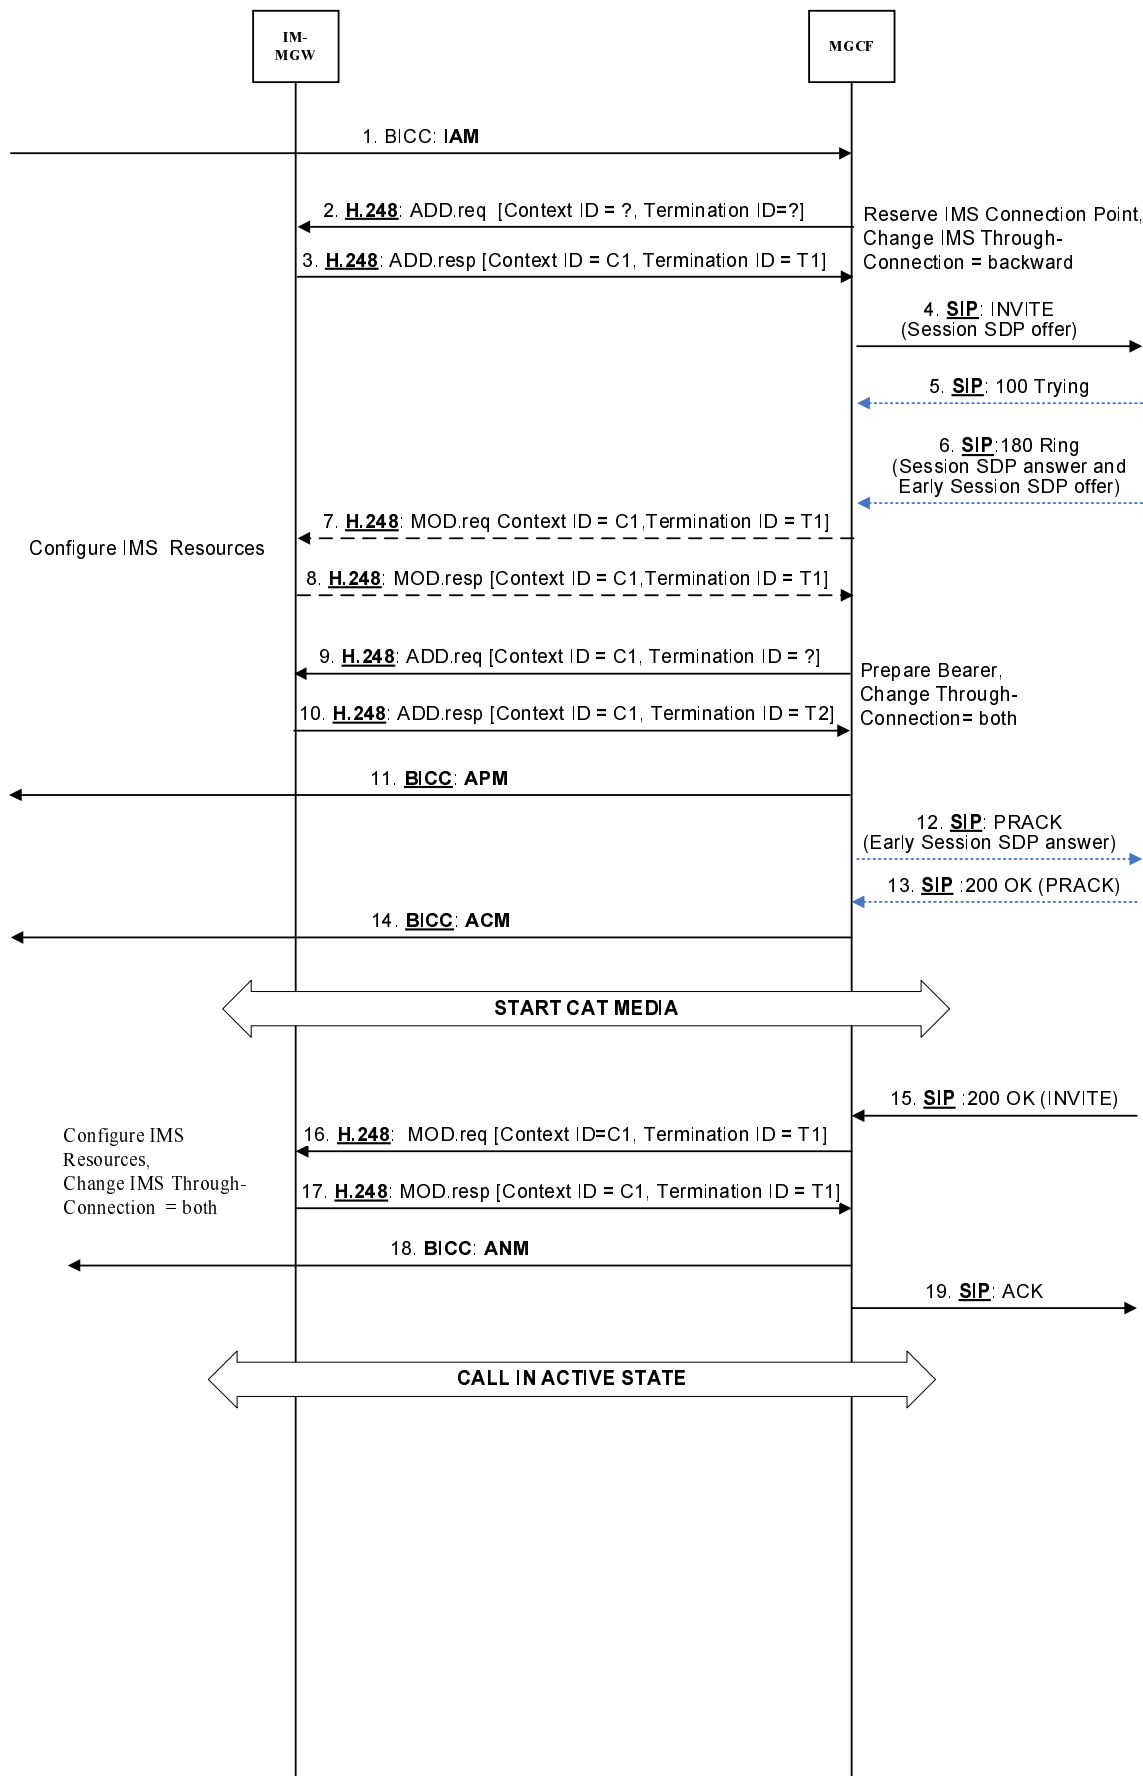 IM-
MGW
MGCF
1. BICC: IAM
2. H.248: ADD.req [Context ID = ?, Termination ID=?]
Reserve IMS Connection Point,
Change IMS Through-
Connection = backward
3. H.248: ADD.resp [Context ID = C1, Termination ID = T1]
4. SIP: INVITE
(Session SDP offer)
5. SIP: 100 Trying
6. SIP:180 Ring
(Session SDP answer and
Early Session SDP offer)
7. H.248: MOD.req Context ID = C1,Termination ID = T1]
Configure IMS Resources
8. H.248: MOD.resp [Context ID = C1,Termination ID = T1]
9. H.248: ADD.req [Context ID = C1, Termination ID = ?]
Prepare Bearer,
Change Through-
Connection= both
10. H.248: ADD.resp [Context ID = C1, Termination ID = T2]
11. BICC: APM
12. SIP: PRACK
(Early Session SDP answer)
13. SIP :200 OK (PRACK)
14. BICC: ACM
START CAT MEDIA
15. SIP :200 OK (INVITE)
16. H.248: MOD.req [Context ID=C1, Termination ID = T1]
Configure IMS
Resources,
Change IMS Through-
Connection = both
17. H.248: MOD.resp [Context ID = C1, Termination ID = T1]
18. BICC: ANM
19. SIP: ACK
CALL IN ACTIVE STATE